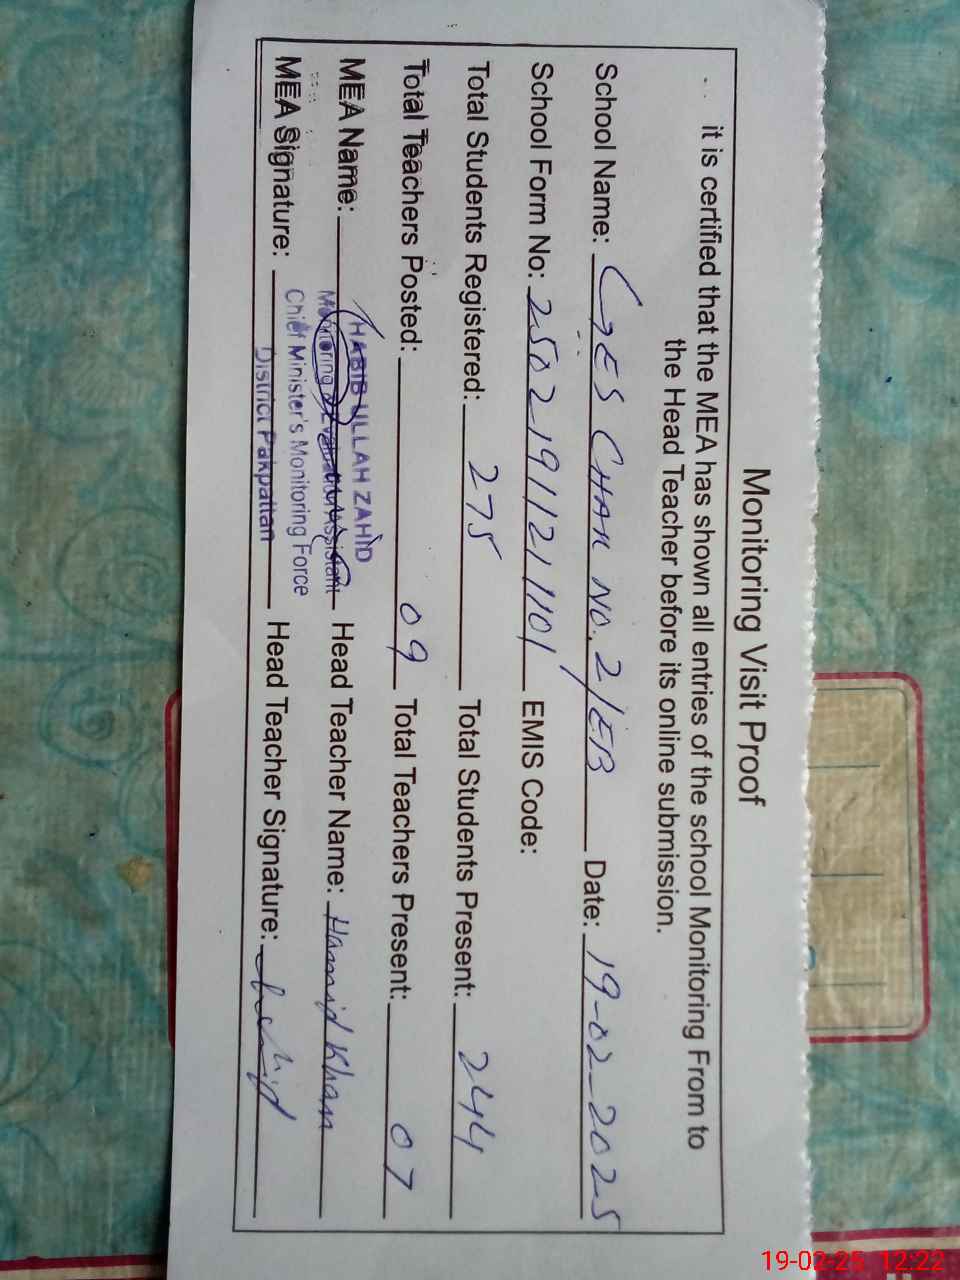 Monitoring Visit Proof
it is certified that the MEA has shown all entries of the school Monitoring From to
the Head Teacher before its online submission.
School Name: GES CHAK NO. 2/EB Date: 19-02-2025
School Form No: 2502191121101 EMIS Code:
Total Students Registered: 275 Total Students Present: 244
Total Teachers Posted: 09 Total Teachers Present: 07
MEA Name: HABIB ULLAH ZAHID Head Teacher Name: Hamid Khan
Monitoring & Evaluation Assistant
Chief Minister's Monitoring Force
MEA Signature: District Pakpattan Head Teacher Signature:
19-02-25 12:22